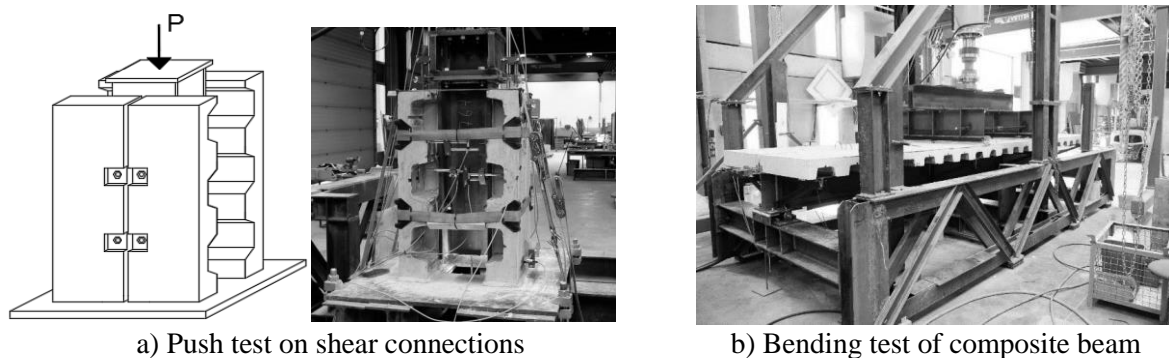 P
a) Push test on shear connections
b) Bending test of composite beam